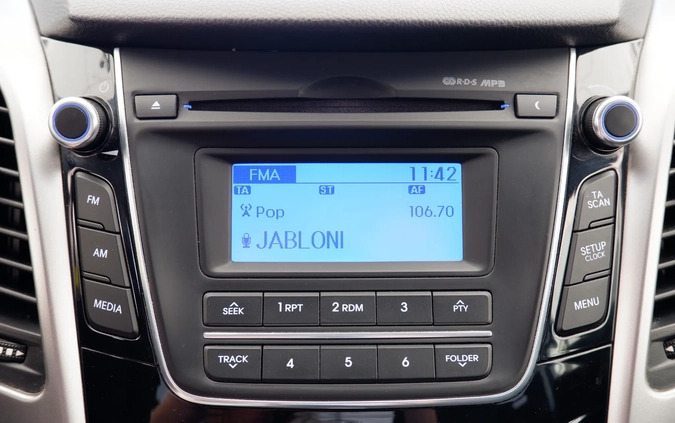 R·D·S MP3
FMA 11:42
TA ST AF
Pop 106.70
JABLONI
FM
AM
MEDIA
TA
SCAN
SETUP
CLOCK
MENU
SEEK 1 RPT 2 RDM 3 PTY
TRACK 4 5 6 FOLDER